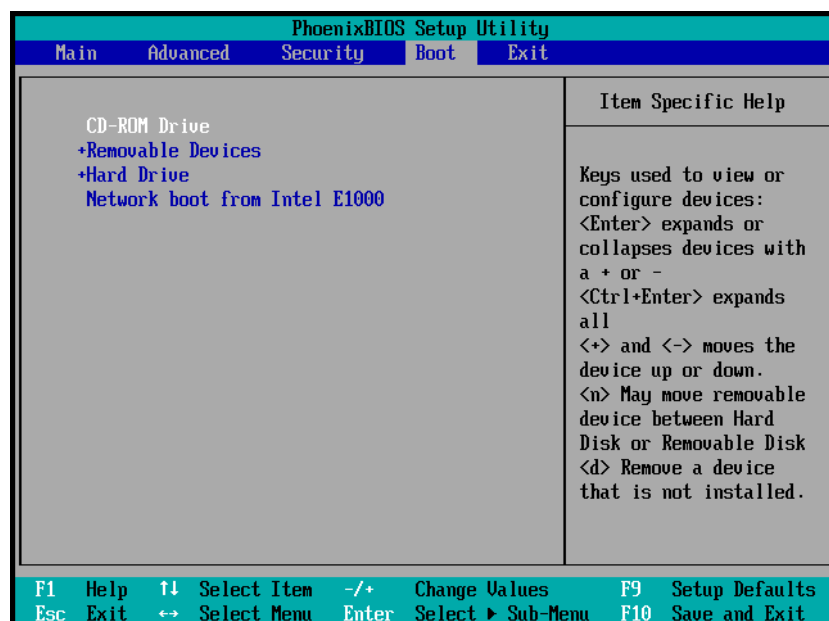 PhoenixBIOS Setup Utility
Main Advanced Security Boot Exit
CD-ROM Drive
+Removable Devices
+Hard Drive
Network boot from Intel E1000
Item Specific Help
Keys used to view or
configure devices:
<Enter> expands or
collapses devices with
a + or -
<Ctrl+Enter> expands
all
<+> and <-> moves the
device up or down.
<n> May move removable
device between Hard
Disk or Removable Disk
<d> Remove a device
that is not installed.
F1 Help ↑↓ Select Item -/+ Change Values F9 Setup Defaults
Esc Exit ↔ Select Menu Enter Select ▶ Sub-Menu F10 Save and Exit